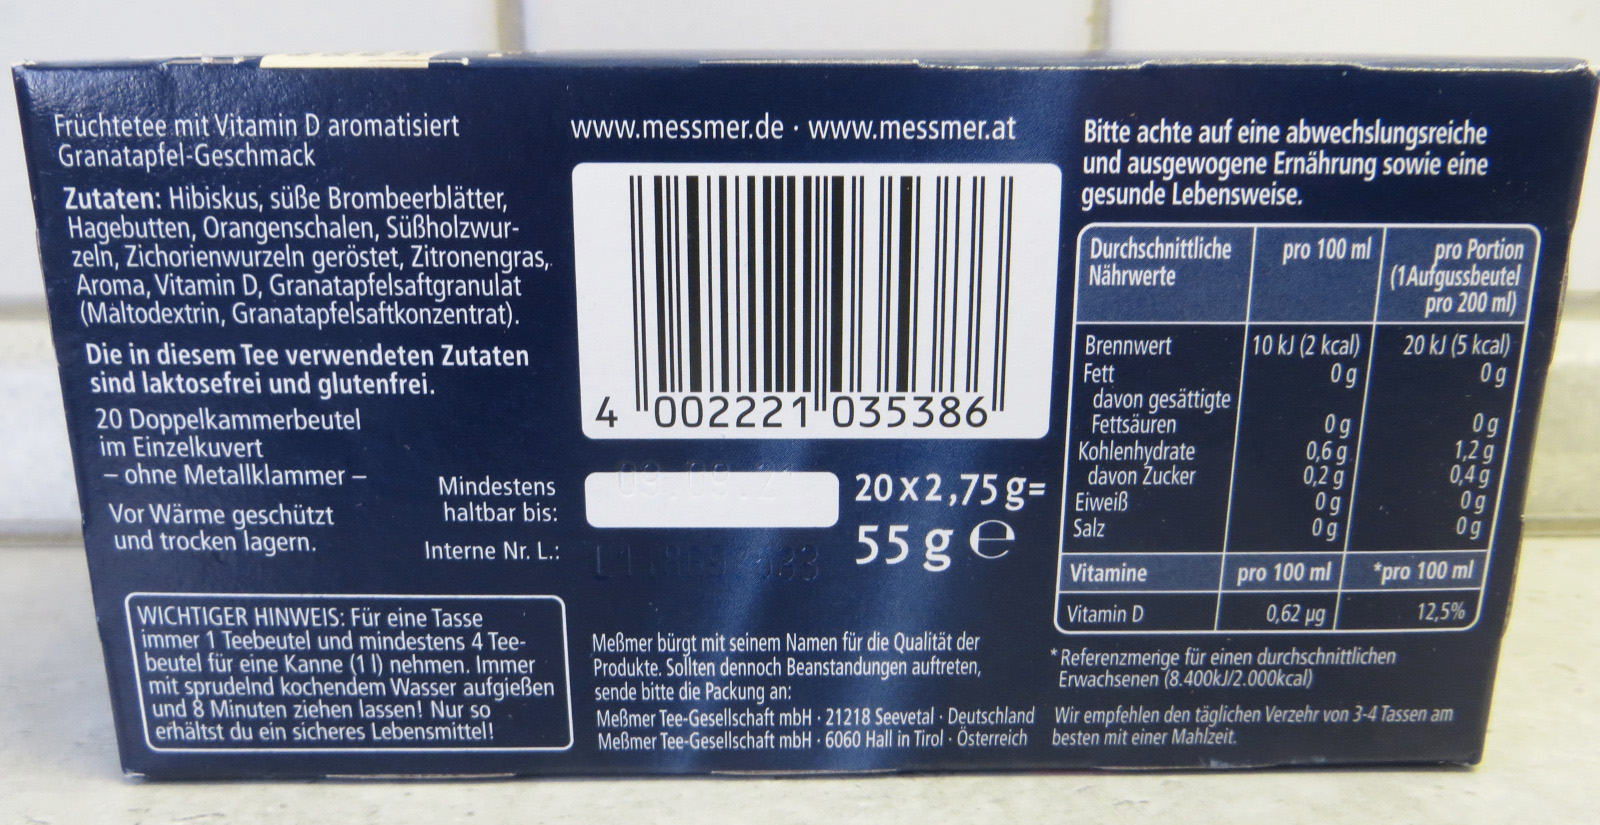 Früchtetee mit Vitamin D aromatisiert
Granatapfel-Geschmack
Zutaten: Hibiskus, süße Brombeerblätter,
Hagebutten, Orangenschalen, Süßholzwur-
zeln, Zichorienwurzeln geröstet, Zitronengras,
Aroma, Vitamin D, Granatapfelsaftgranulat
(Maltodextrin, Granatapfelsaftkonzentrat).
Die in diesem Tee verwendeten Zutaten
sind laktosefrei und glutenfrei.
20 Doppelkammerbeutel
im Einzelkuvert
– ohne Metallklammer –
Vor Wärme geschützt
und trocken lagern.
Mindestens
haltbar bis:
Interne Nr. L.:
WICHTIGER HINWEIS: Für eine Tasse
immer 1 Teebeutel und mindestens 4 Tee-
beutel für eine Kanne (1 l) nehmen. Immer
mit sprudelnd kochendem Wasser aufgießen
und 8 Minuten ziehen lassen! Nur so
erhältst du ein sicheres Lebensmittel!
www.messmer.de · www.messmer.at
4 002221 035386
20 x 2,75 g=
55 g e
Meßmer bürgt mit seinem Namen für die Qualität der
Produkte. Sollten dennoch Beanstandungen auftreten,
sende bitte die Packung an:
Meßmer Tee-Gesellschaft mbH · 21218 Seevetal · Deutschland
Meßmer Tee-Gesellschaft mbH · 6060 Hall in Tirol · Österreich
Bitte achte auf eine abwechslungsreiche
und ausgewogene Ernährung sowie eine
gesunde Lebensweise.
Durchschnittliche pro 100 ml pro Portion
Nährwerte (1Aufgussbeutel
pro 200 ml)
Brennwert 10 kJ (2 kcal) 20 kJ (5 kcal)
Fett 0 g 0 g
davon gesättigte
Fettsäuren 0 g 0 g
Kohlenhydrate 0,6 g 1,2 g
davon Zucker 0,2 g 0,4 g
Eiweiß 0 g 0 g
Salz 0 g 0 g
Vitamine pro 100 ml *pro 100 ml
Vitamin D 0,62 µg 12,5%
* Referenzmenge für einen durchschnittlichen
Erwachsenen (8.400kJ/2.000kcal)
Wir empfehlen den täglichen Verzehr von 3-4 Tassen am
besten mit einer Mahlzeit.